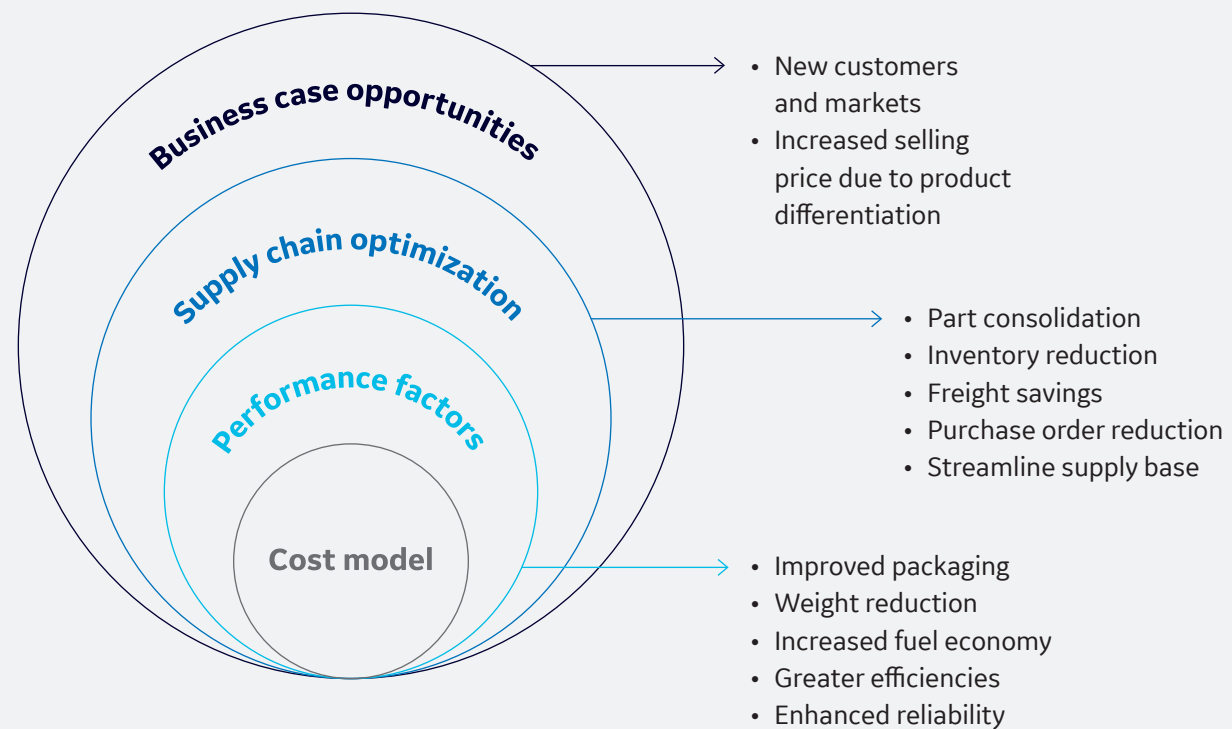 Business case opportunities
• New customers
and markets
• Increased selling
price due to product
differentiation
Supply chain optimization
• Part consolidation
• Inventory reduction
• Freight savings
• Purchase order reduction
• Streamline supply base
Performance factors
Cost model
• Improved packaging
• Weight reduction
• Increased fuel economy
• Greater efficiencies
• Enhanced reliability